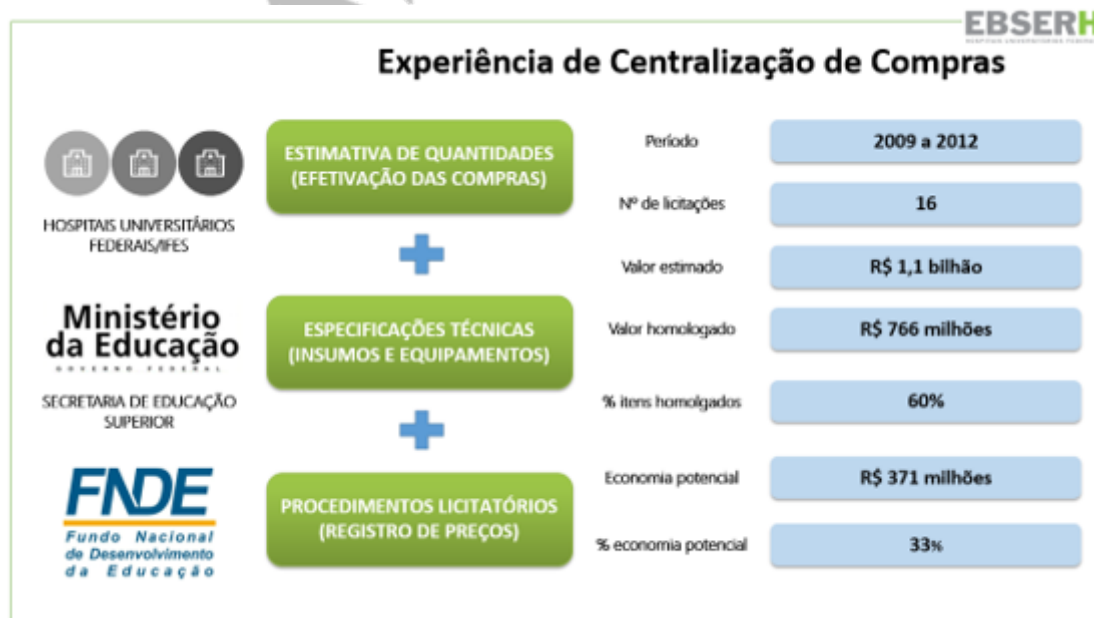 EBSERH
HOSPITAIS UNIVERSITÁRIOS FEDERAIS
Experiência de Centralização de Compras
HOSPITAIS UNIVERSITÁRIOS
FEDERAIS/IFES
ESTIMATIVA DE QUANTIDADES
(EFETIVAÇÃO DAS COMPRAS)
Ministério
da Educação
GOVERNO FEDERAL
SECRETARIA DE EDUCAÇÃO
SUPERIOR
ESPECIFICAÇÕES TÉCNICAS
(INSUMOS E EQUIPAMENTOS)
FNDE
Fundo Nacional
de Desenvolvimento
da Educação
PROCEDIMENTOS LICITATÓRIOS
(REGISTRO DE PREÇOS)
Período
2009 a 2012
Nº de licitações
16
Valor estimado
R$ 1,1 bilhão
Valor homologado
R$ 766 milhões
% itens homolgados
60%
Economia potencial
R$ 371 milhões
% economia potencial
33%